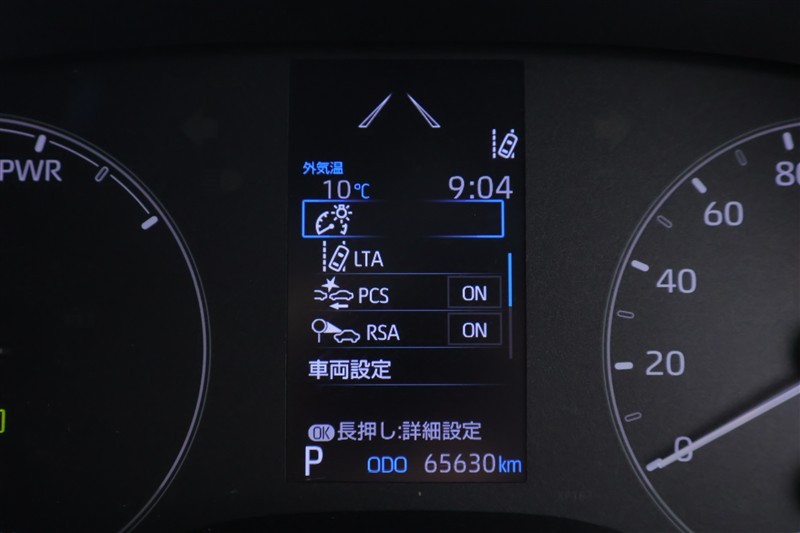 PWR
外気温
10℃ 9:04
LTA
PCS ON
RSA ON
車両設定
OK 長押し:詳細設定
P ODO 65630km
80
60
40
20
0